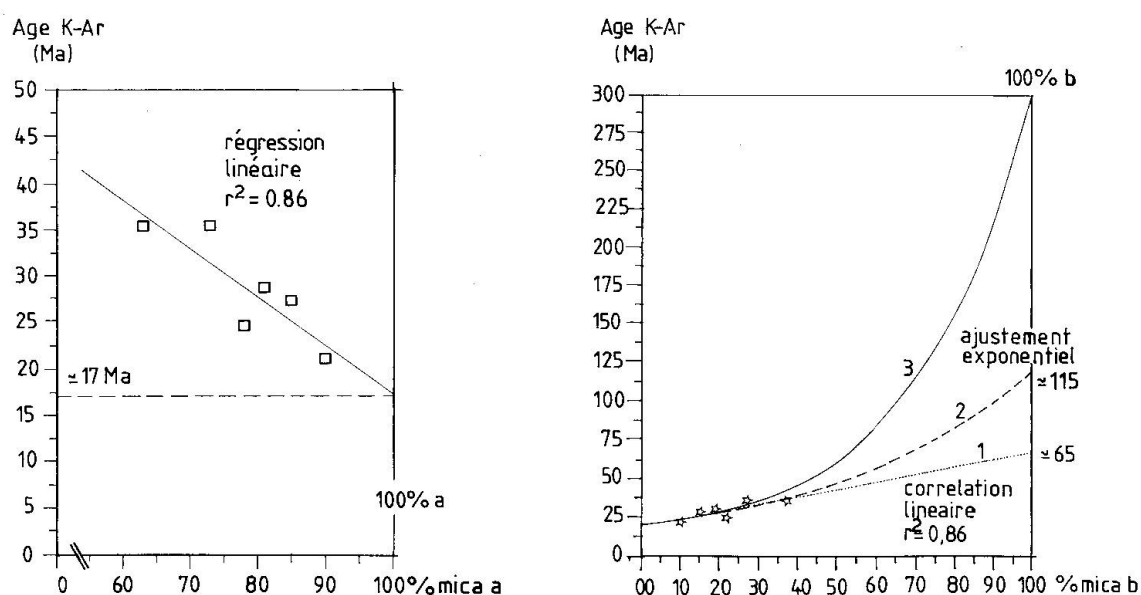 Age K-Ar
(Ma)
50
45
40
35
30
25
20
15
10
5
0
régression
linéaire
r² = 0.86
≃17 Ma
100% a
0 60 70 80 90 100 % mica a
Age K-Ar
(Ma)
100% b
300
275
250
225
200
175
150
125
100
75
50
25
0
ajustement
exponentiel
3
≃115
2
1
≃65
correlation
lineaire
r²= 0,86
00 10 20 30 40 50 60 70 80 90 100 % mica b